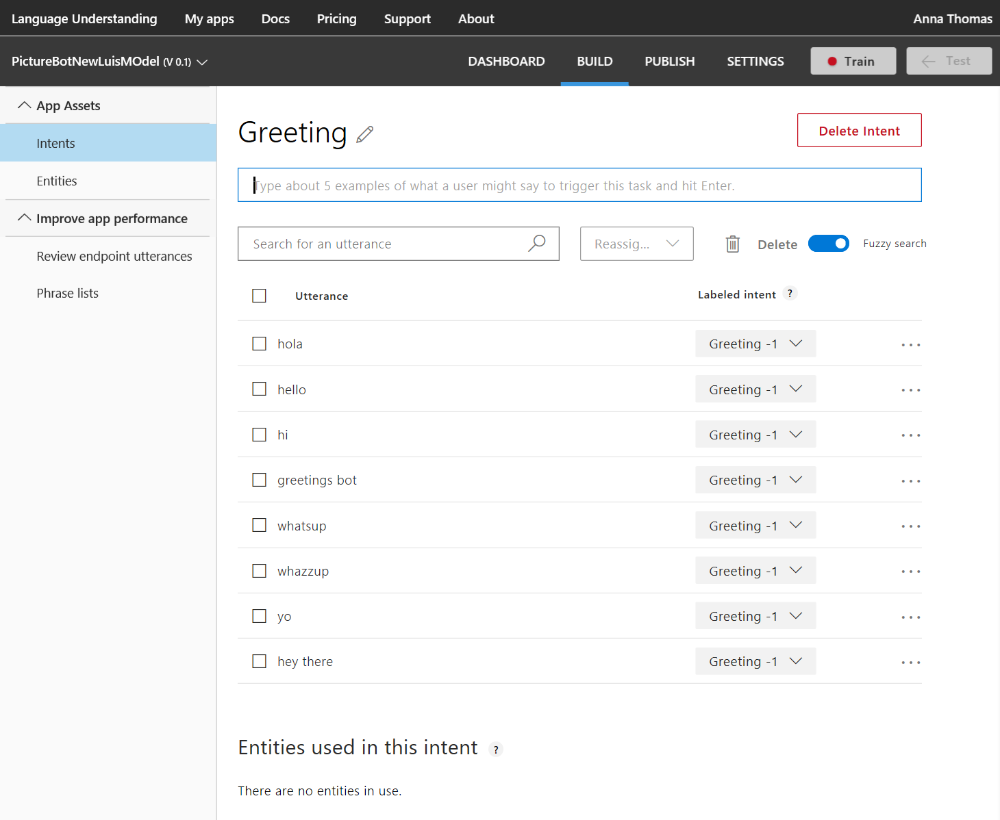 Language Understanding My apps Docs Pricing Support About Anna Thomas
PictureBotNewLuisMOdel (V 0.1) DASHBOARD BUILD PUBLISH SETTINGS Train Test
App Assets
Intents
Entities
Improve app performance
Review endpoint utterances
Phrase lists
Greeting
Delete Intent
Type about 5 examples of what a user might say to trigger this task and hit Enter.
Search for an utterance Reassig... Delete Fuzzy search
Utterance Labeled intent ?
hola Greeting -1 ...
hello Greeting -1 ...
hi Greeting -1 ...
greetings bot Greeting -1 ...
whatsup Greeting -1 ...
whazzup Greeting -1 ...
yo Greeting -1 ...
hey there Greeting -1 ...
Entities used in this intent ?
There are no entities in use.